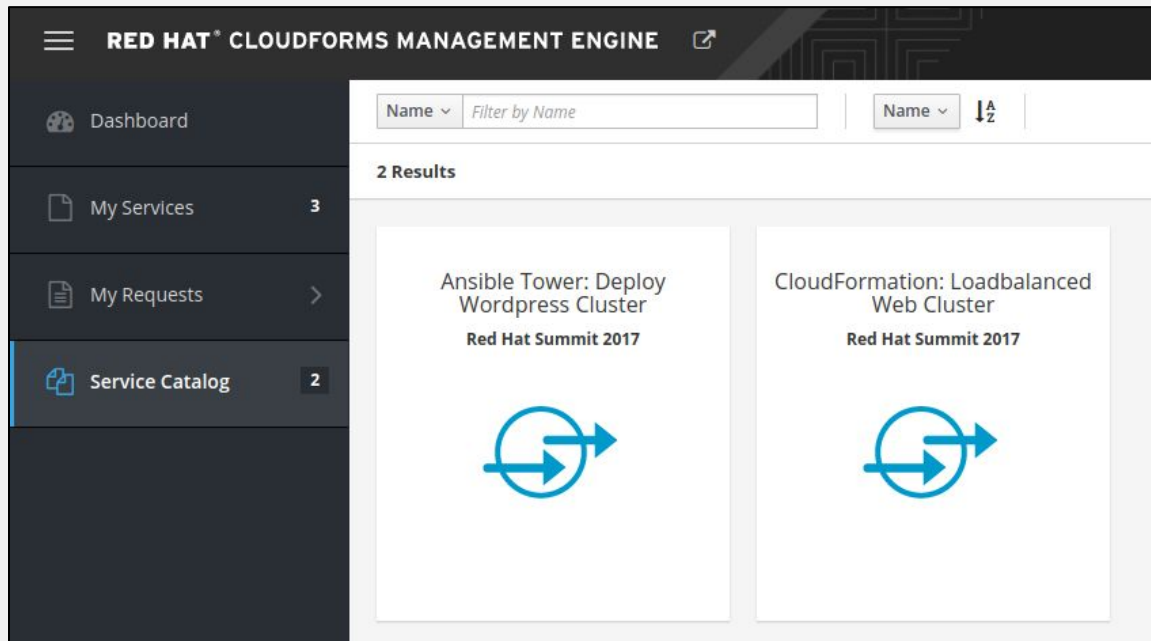 RED HAT® CLOUDFORMS MANAGEMENT ENGINE
Dashboard
My Services 3
My Requests
Service Catalog 2
Name Filter by Name Name A Z
2 Results
Ansible Tower: Deploy
Wordpress Cluster
Red Hat Summit 2017
CloudFormation: Loadbalanced
Web Cluster
Red Hat Summit 2017